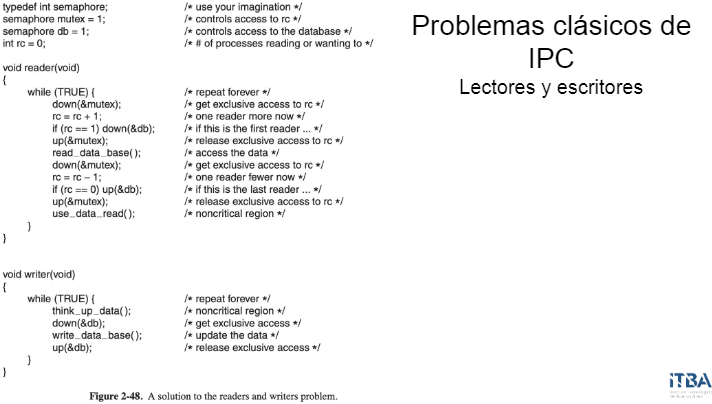 typedef int semaphore; /* use your imagination */
semaphore mutex = 1; /* controls access to rc */
semaphore db = 1; /* controls access to the database */
int rc = 0; /* # of processes reading or wanting to */
void reader(void)
{
while (TRUE) { /* repeat forever */
down(&mutex); /* get exclusive access to rc */
rc = rc + 1; /* one reader more now */
if (rc == 1) down(&db); /* if this is the first reader ... */
up(&mutex); /* release exclusive access to rc */
read_data_base(); /* access the data */
down(&mutex); /* get exclusive access to rc */
rc = rc − 1; /* one reader fewer now */
if (rc == 0) up(&db); /* if this is the last reader ... */
up(&mutex); /* release exclusive access to rc */
use_data_read(); /* noncritical region */
}
}
void writer(void)
{
while (TRUE) { /* repeat forever */
think_up_data(); /* noncritical region */
down(&db); /* get exclusive access */
write_data_base(); /* update the data */
up(&db); /* release exclusive access */
}
}
Figure 2-48. A solution to the readers and writers problem.
Problemas clásicos de
IPC
Lectores y escritores
ITBA